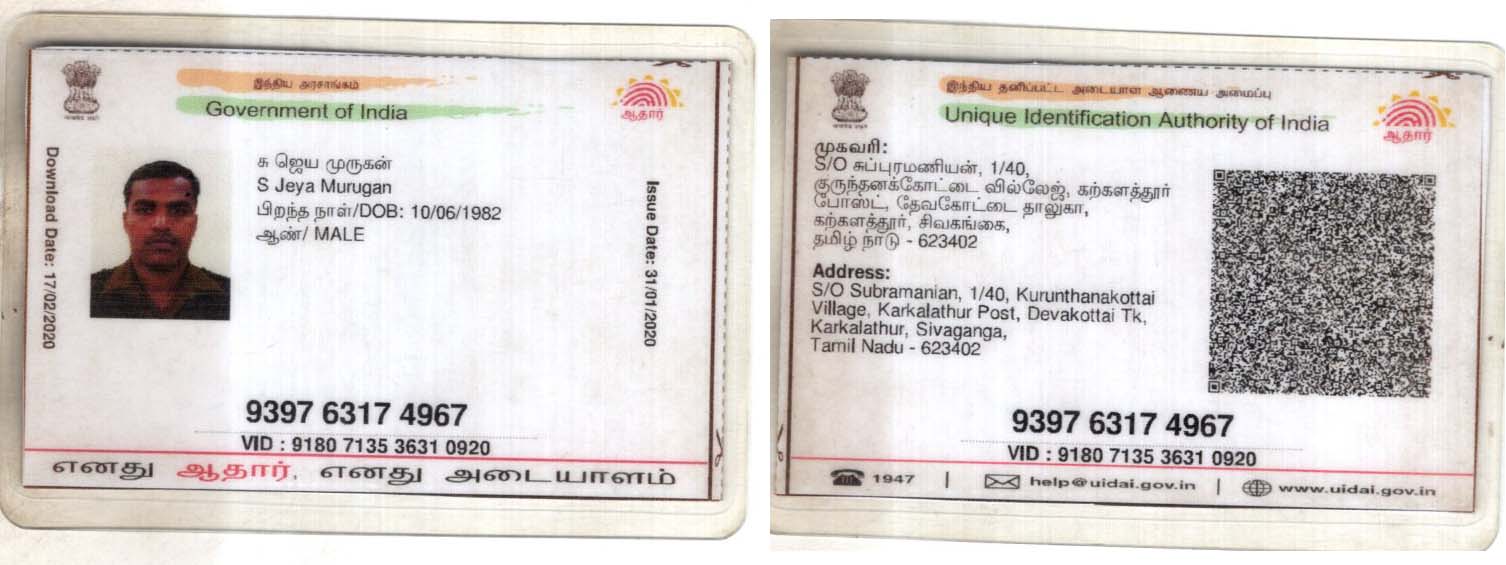 இந்திய அரசாங்கம்
Government of India
ஆதார்
Download Date: 17/02/2020
சு ஜெய முருகன்
S Jeya Murugan
பிறந்த நாள்/DOB: 10/06/1982
ஆண்/ MALE
Issue Date: 31/01/2020
9397 6317 4967
VID : 9180 7135 3631 0920
எனது ஆதார், எனது அடையாளம்
இந்திய தனிப்பட்ட அடையாள ஆணைய அமைப்பு
Unique Identification Authority of India
ஆதார்
முகவரி:
S/O சுப்புரமணியன், 1/40,
குருந்தனக்கோட்டை வில்லேஜ், கற்களத்தூர்
போஸ்ட், தேவகோட்டை தாலுகா,
கற்களத்தூர், சிவகங்கை,
தமிழ் நாடு - 623402
Address:
S/O Subramanian, 1/40, Kurunthanakottai
Village, Karkalathur Post, Devakottai Tk,
Karkalathur, Sivaganga,
Tamil Nadu - 623402
9397 6317 4967
VID : 9180 7135 3631 0920
1947 | help@uidai.gov.in | www.uidai.gov.in